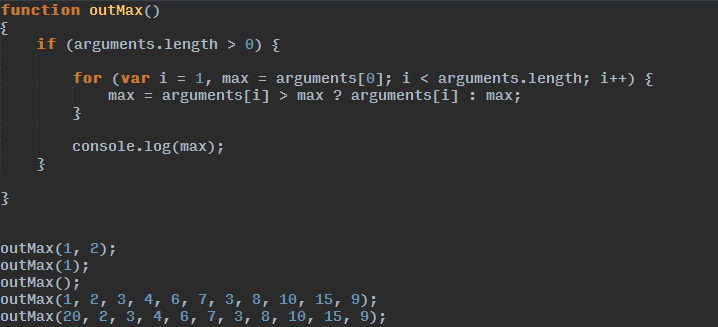 function outMax()
{
    if (arguments.length > 0) {
        for (var i = 1, max = arguments[0]; i < arguments.length; i++) {
            max = arguments[i] > max ? arguments[i] : max;
        }
        console.log(max);
    }
}
outMax(1, 2);
outMax(1);
outMax();
outMax(1, 2, 3, 4, 6, 7, 3, 8, 10, 15, 9);
outMax(20, 2, 3, 4, 6, 7, 3, 8, 10, 15, 9);